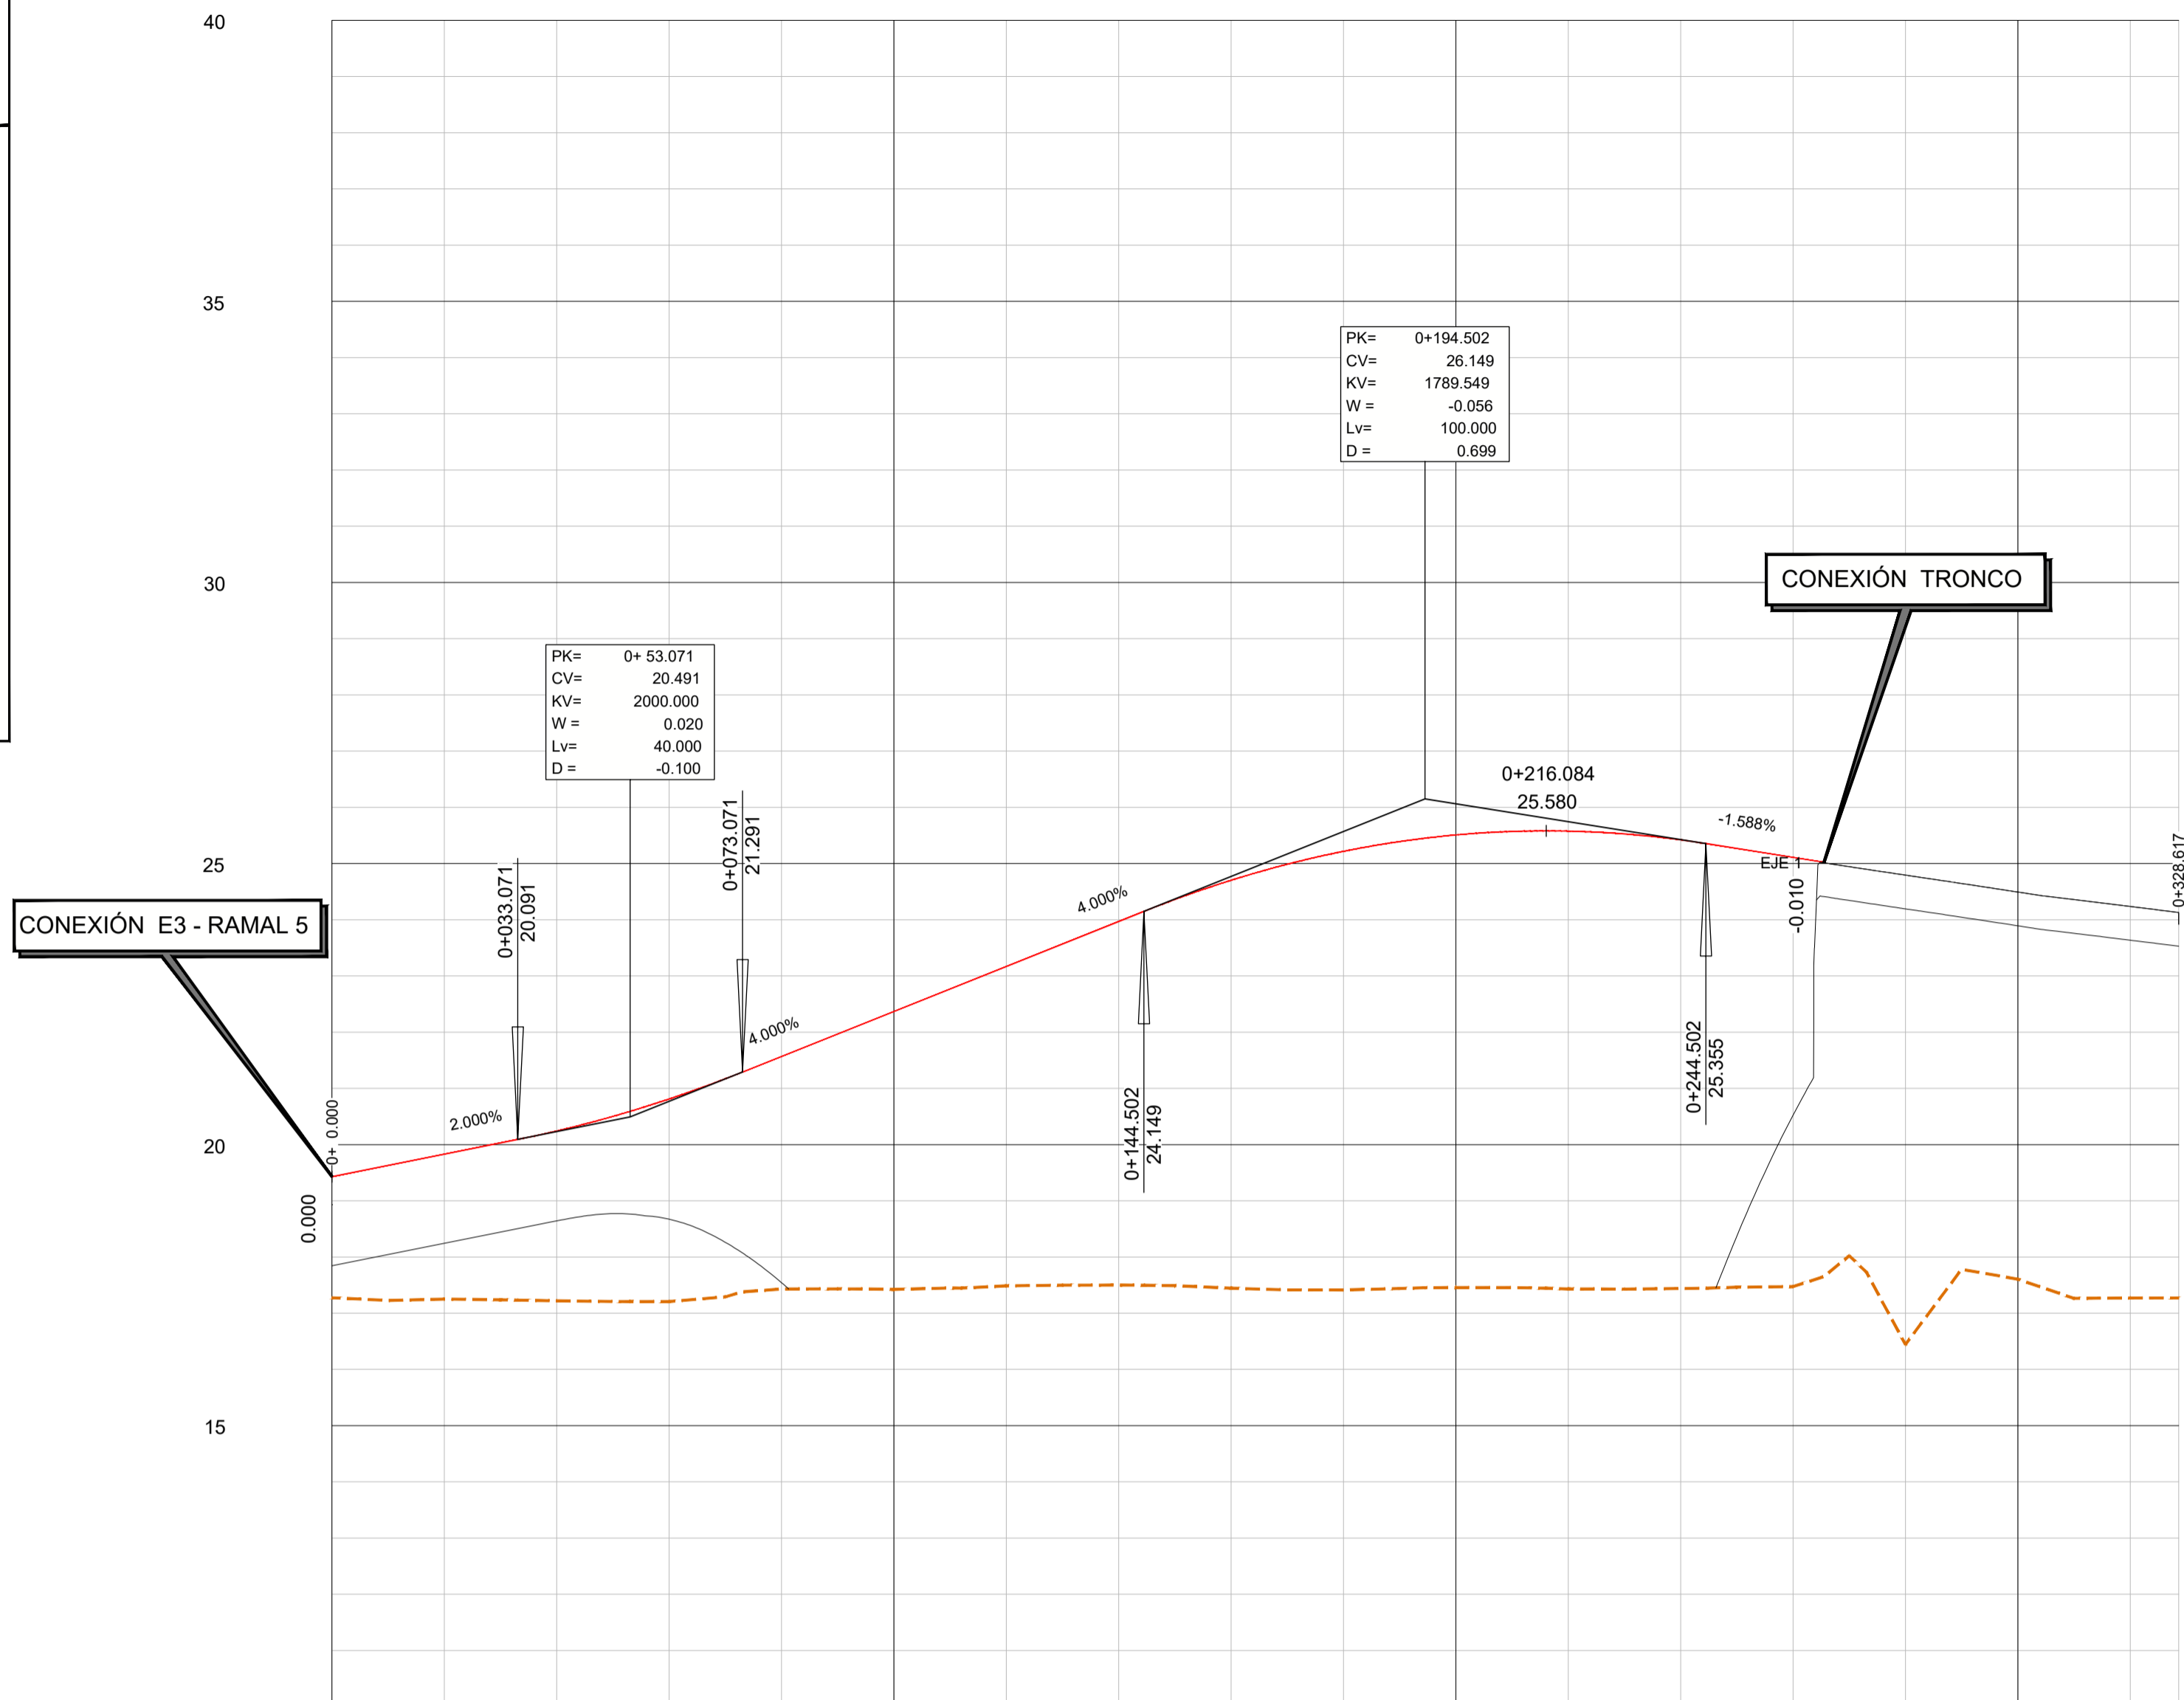 40
35
PK= 0+194.502
CV= 26.149
KV= 1789.549
W = -0.056
Lv= 100.000
D = 0.699
30
CONEXIÓN TRONCO
PK= 0+ 53.071
CV= 20.491
KV= 2000.000
W = 0.020
Lv= 40.000
D = -0.100
0+216.084
25.580
-1.588%
25
EJE 1
-0.010
0+328.617
0+073.071
21.291
0+033.071
20.091
4.000%
CONEXIÓN E3 - RAMAL 5
4.000%
2.000%
0+244.502
25.355
0+144.502
24.149
20
0+ 0.000
0.000
15